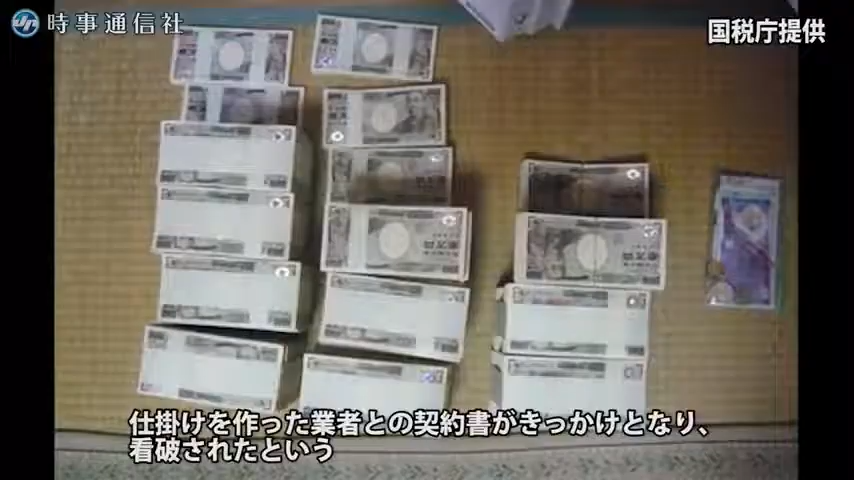 時事通信社
国税庁提供
仕掛けを作った業者との契約書がきっかけとなり、
看破されたという